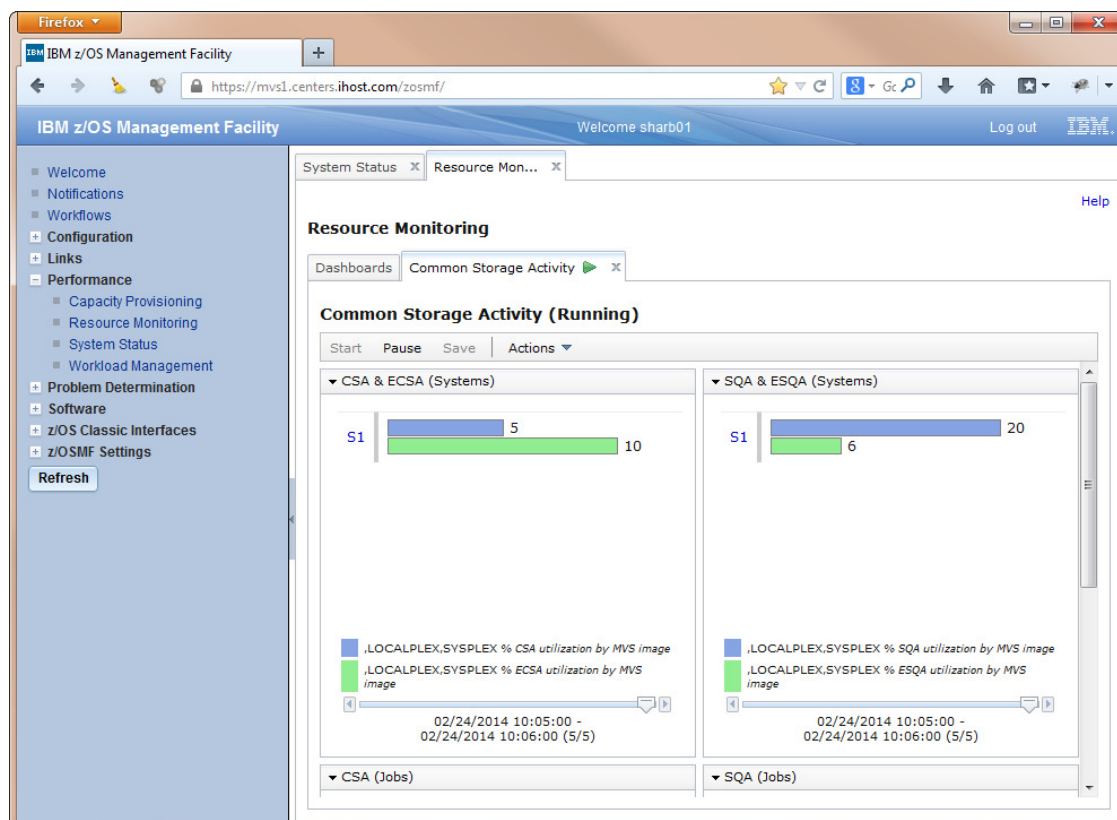 Firefox
IBM IBM z/OS Management Facility
https://mvs1.centers.ihost.com/zosmf/
8 Gc
IBM z/OS Management Facility
Welcome sharb01
Log out
IBM.
Welcome
Notifications
Workflows
Configuration
Links
Performance
Capacity Provisioning
Resource Monitoring
System Status
Workload Management
Problem Determination
Software
z/OS Classic Interfaces
z/OSMF Settings
Refresh
System Status
Resource Mon...
Help
Resource Monitoring
Dashboards
Common Storage Activity
Common Storage Activity (Running)
Start Pause Save Actions
CSA & ECSA (Systems)
S1
5
10
,LOCALPLEX,SYSPLEX % CSA utilization by MVS image
,LOCALPLEX,SYSPLEX % ECSA utilization by MVS
image
02/24/2014 10:05:00 -
02/24/2014 10:06:00 (5/5)
SQA & ESQA (Systems)
S1
20
6
,LOCALPLEX,SYSPLEX % SQA utilization by MVS image
,LOCALPLEX,SYSPLEX % ESQA utilization by MVS
image
02/24/2014 10:05:00 -
02/24/2014 10:06:00 (5/5)
CSA (Jobs)
SQA (Jobs)